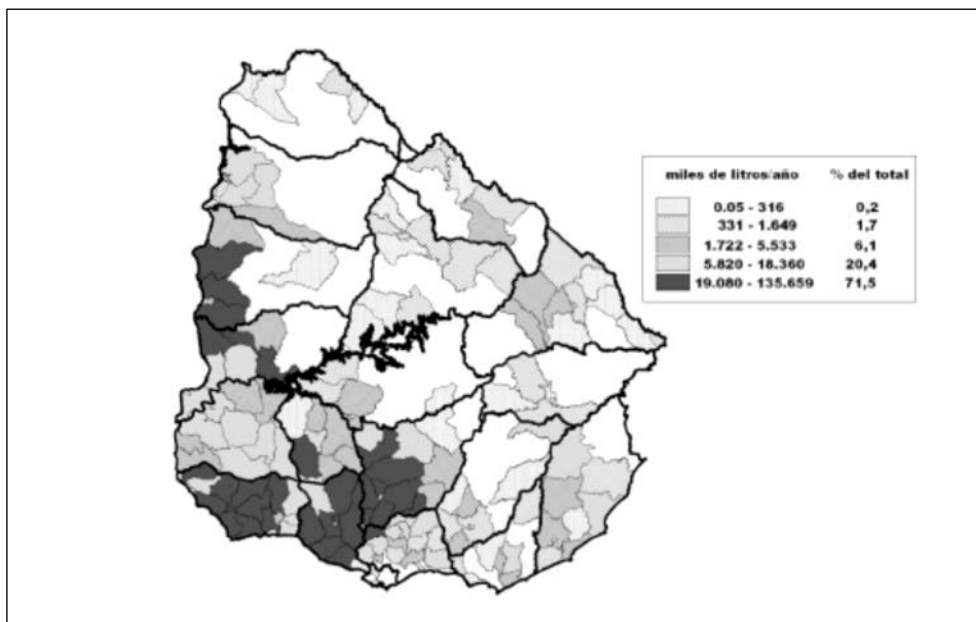 miles de litros/año % del total
0.05 - 316 0,2
331 - 1.649 1,7
1.722 - 5.533 6,1
5.820 - 18.360 20,4
19.080 - 135.659 71,5